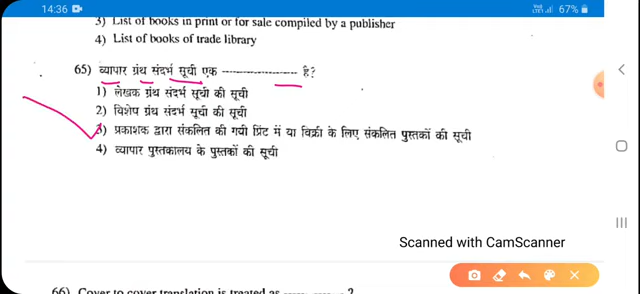 14:36 67%
3) List of books in print or for sale compiled by a publisher
4) List of books of trade library
65) व्यापार ग्रंथ संदर्भ सूची एक ---------------- है?
1) लेखक ग्रंथ संदर्भ सूची की सूची
2) विशेष ग्रंथ संदर्भ सूची की सूची
3) प्रकाशक द्वारा संकलित की गयी प्रिंट में या विक्री के लिए संकलित पुस्तकों की सूची
4) व्यापार पुस्तकालय के पुस्तकों की सूची
Scanned with CamScanner
66) Cover to cover translation is treated as ---------------- ?